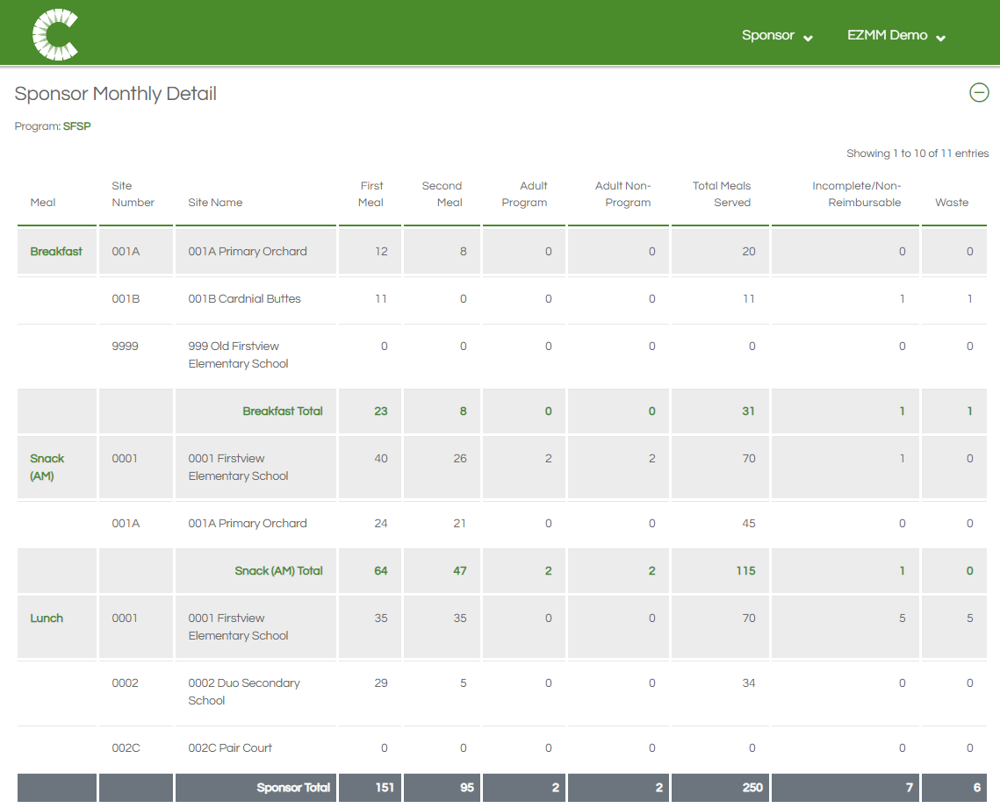 Sponsor EZMM Demo
Sponsor Monthly Detail
Program: SFSP
Showing 1 to 10 of 11 entries
Meal Site Number Site Name First Meal Second Meal Adult Program Adult Non-Program Total Meals Served Incomplete/Non-Reimbursable Waste
Breakfast 001A 001A Primary Orchard 12 8 0 0 20 0 0
001B 001B Cardnial Buttes 11 0 0 0 11 1 1
9999 999 Old Firstview Elementary School 0 0 0 0 0 0 0
Breakfast Total 23 8 0 0 31 1 1
Snack (AM) 0001 0001 Firstview Elementary School 40 26 2 2 70 1 0
001A 001A Primary Orchard 24 21 0 0 45 0 0
Snack (AM) Total 64 47 2 2 115 1 0
Lunch 0001 0001 Firstview Elementary School 35 35 0 0 70 5 5
0002 0002 Duo Secondary School 29 5 0 0 34 0 0
002C 002C Pair Court 0 0 0 0 0 0 0
Sponsor Total 151 95 2 2 250 7 6